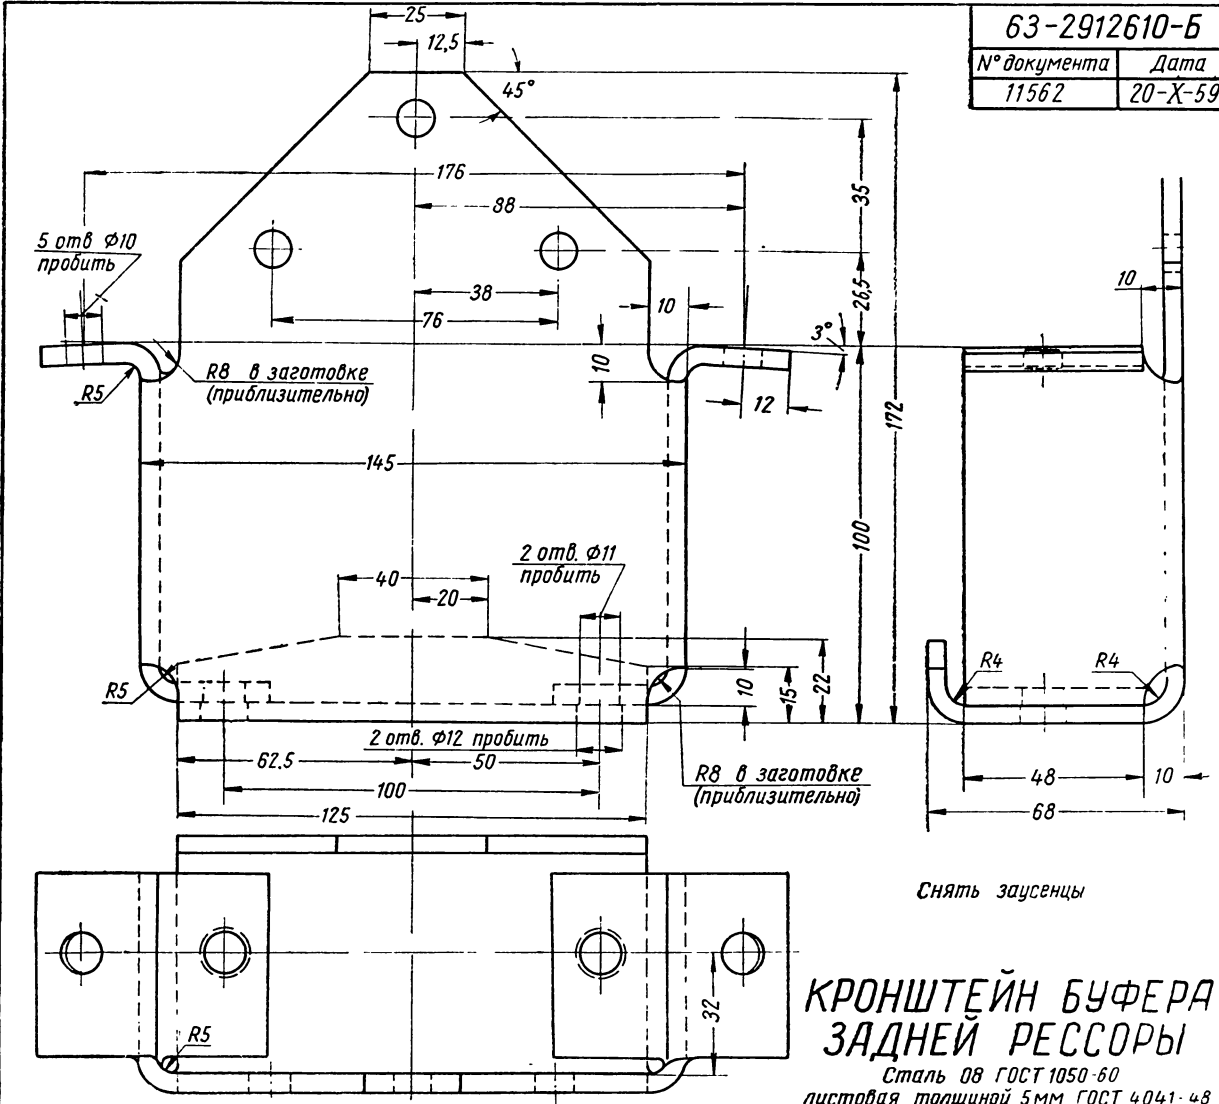 25
12,5
63-2912610-Б
N° документа Дата
11562 20-X-59
45°
176
88
35
5 отв Ф10
пробить
38
76
10
26,5
10
3°
R5
R8 в заготовке
(приблизительно)
10
12
172
145
100
2 отв. Ф11
пробить
40
20
R5
10
15
22
R4
R4
2 отв. Ф12 пробить
62.5
50
100
125
R8 в заготовке
(приблизительно)
48
10
68
Снять заусенцы
32
R5
КРОНШТЕЙН БУФЕРА
ЗАДНЕЙ РЕССОРЫ
Сталь 08 ГОСТ 1050-60
листовая толщиной 5мм ГОСТ 4041-48